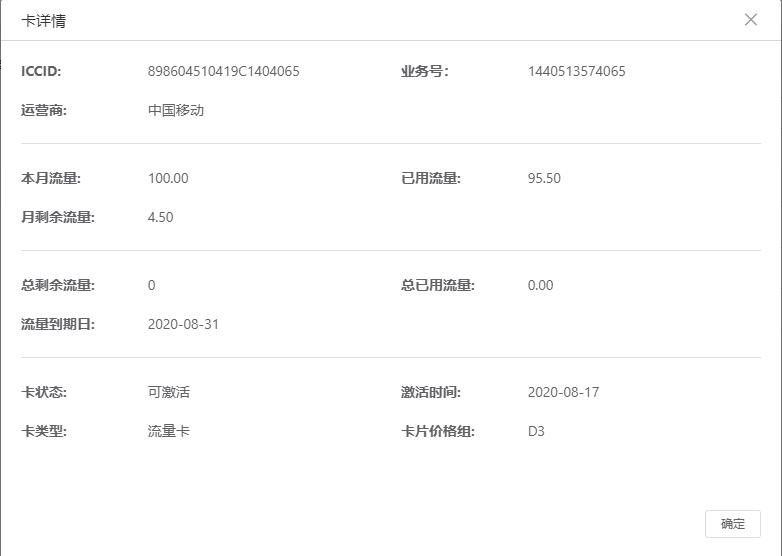 卡详情
ICCID: 898604510419C1404065 业务号: 1440513574065
运营商: 中国移动
本月流量: 100.00 已用流量: 95.50
月剩余流量: 4.50
总剩余流量: 0 总已用流量: 0.00
流量到期日: 2020-08-31
卡状态: 可激活 激活时间: 2020-08-17
卡类型: 流量卡 卡片价格组: D3
确定